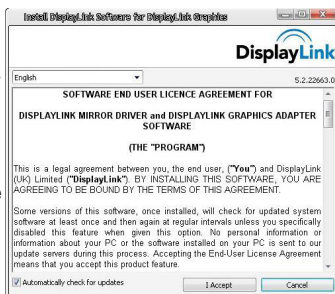 Install DisplayLink Software for DisplayLink Graphics
DisplayLink
English
5.2.22663.0
SOFTWARE END USER LICENCE AGREEMENT FOR
DISPLAYLINK MIRROR DRIVER and DISPLAYLINK GRAPHICS ADAPTER
SOFTWARE
(THE "PROGRAM")
This is a legal agreement between you, the end user, ("You") and DisplayLink
(UK) Limited ("DisplayLink"). BY INSTALLING THIS SOFTWARE, YOU ARE
AGREEING TO BE BOUND BY THE TERMS OF THIS AGREEMENT.
Some versions of this software, once installed, will check for updated system
software at least once and then again at regular intervals unless you specifically
disabled this feature when given this option. No personal information or
information about your PC or the software installed on your PC is sent to our
update servers during this process. Accepting the End-User License Agreement
means that you accept this product feature.
Automatically check for updates
I Accept
Cancel